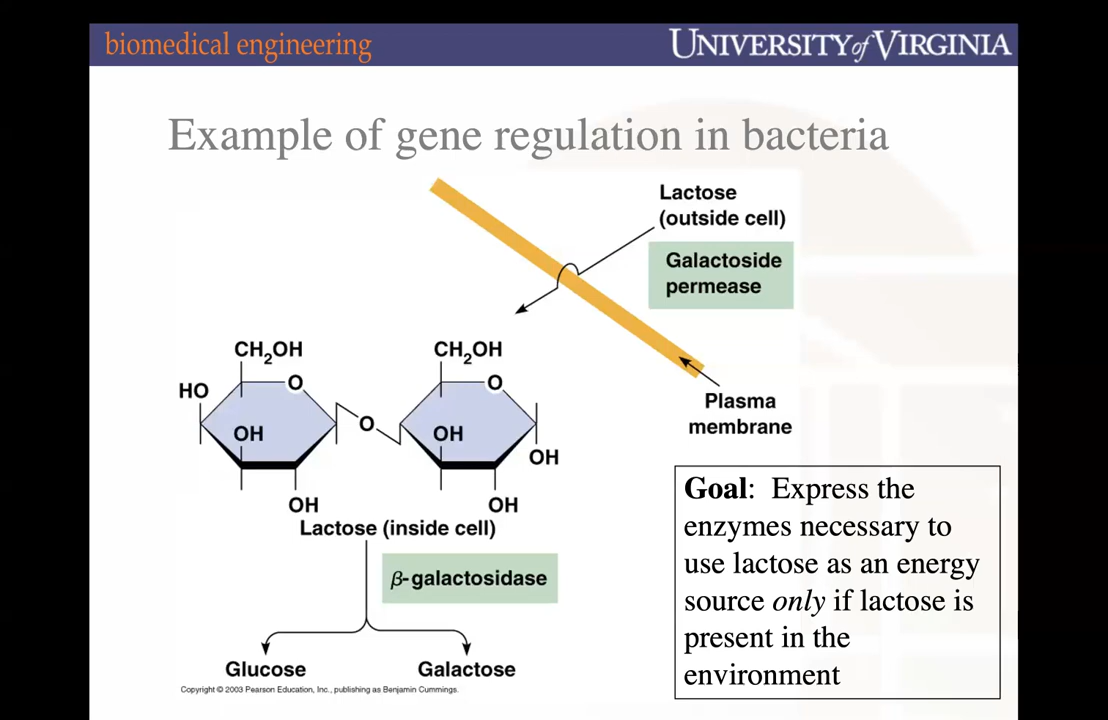 biomedical engineering
UNIVERSITY of VIRGINIA
Example of gene regulation in bacteria
Lactose
(outside cell)
Galactoside
permease
Plasma
membrane
CH2OH
CH2OH
HO
O
O
OH
O
OH
OH
OH
OH
Lactose (inside cell)
β-galactosidase
Glucose
Galactose
Copyright © 2003 Pearson Education, Inc., publishing as Benjamin Cummings.
Goal: Express the
enzymes necessary to
use lactose as an energy
source only if lactose is
present in the
environment